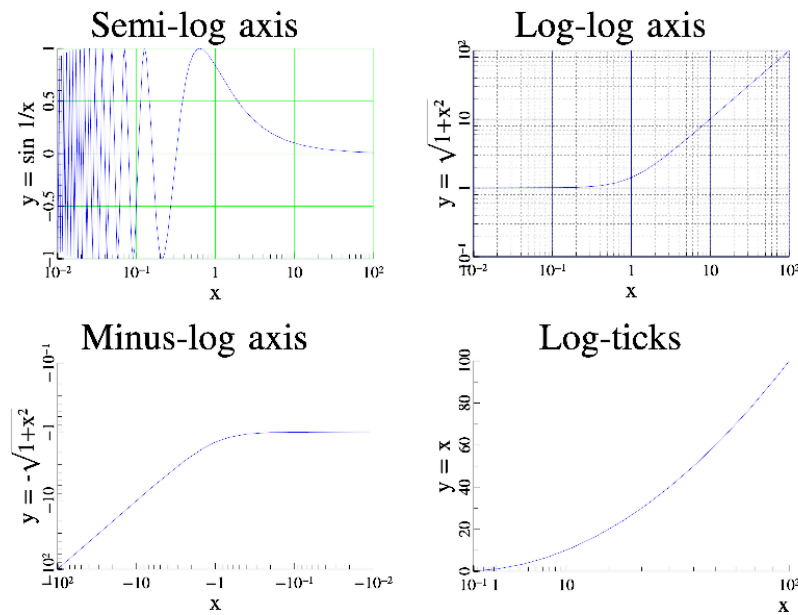 Semi-log axis
y = sin 1/x
1
0.5
0
−0.5
−1
10⁻² 10⁻¹ 1 10 10²
x
Log-log axis
y = √1+x²
10²
10
1
10⁻¹
10⁻² 10⁻¹ 1 10 10²
x
Minus-log axis
y = -√1+x²
−10⁻¹
−1
−10
−10²
−10² −10 −1 −10⁻¹ −10⁻²
x
Log-ticks
y = x
100
80
60
40
20
0
10⁻¹ 1 10 10²
x